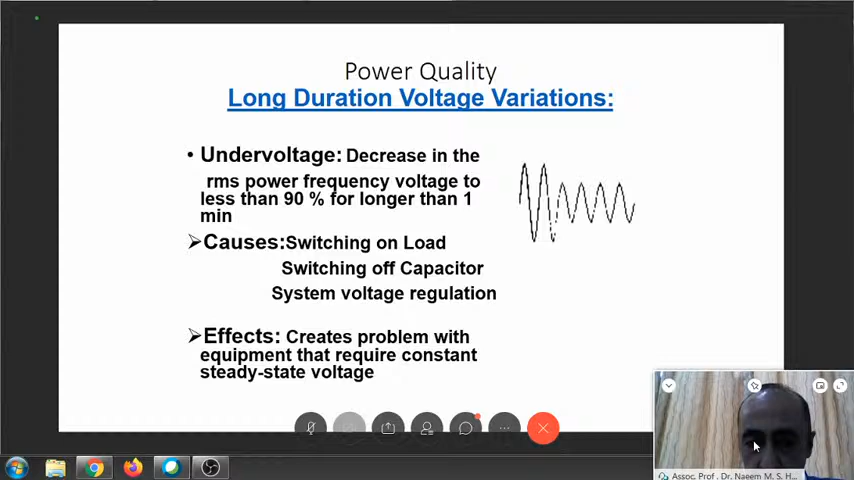 Power Quality
Long Duration Voltage Variations:
• Undervoltage: Decrease in the
rms power frequency voltage to
less than 90 % for longer than 1
min
➢Causes:Switching on Load
Switching off Capacitor
System voltage regulation
➢Effects: Creates problem with
equipment that require constant
steady-state voltage
Assoc. Prof . Dr. Naeem M. S. H...